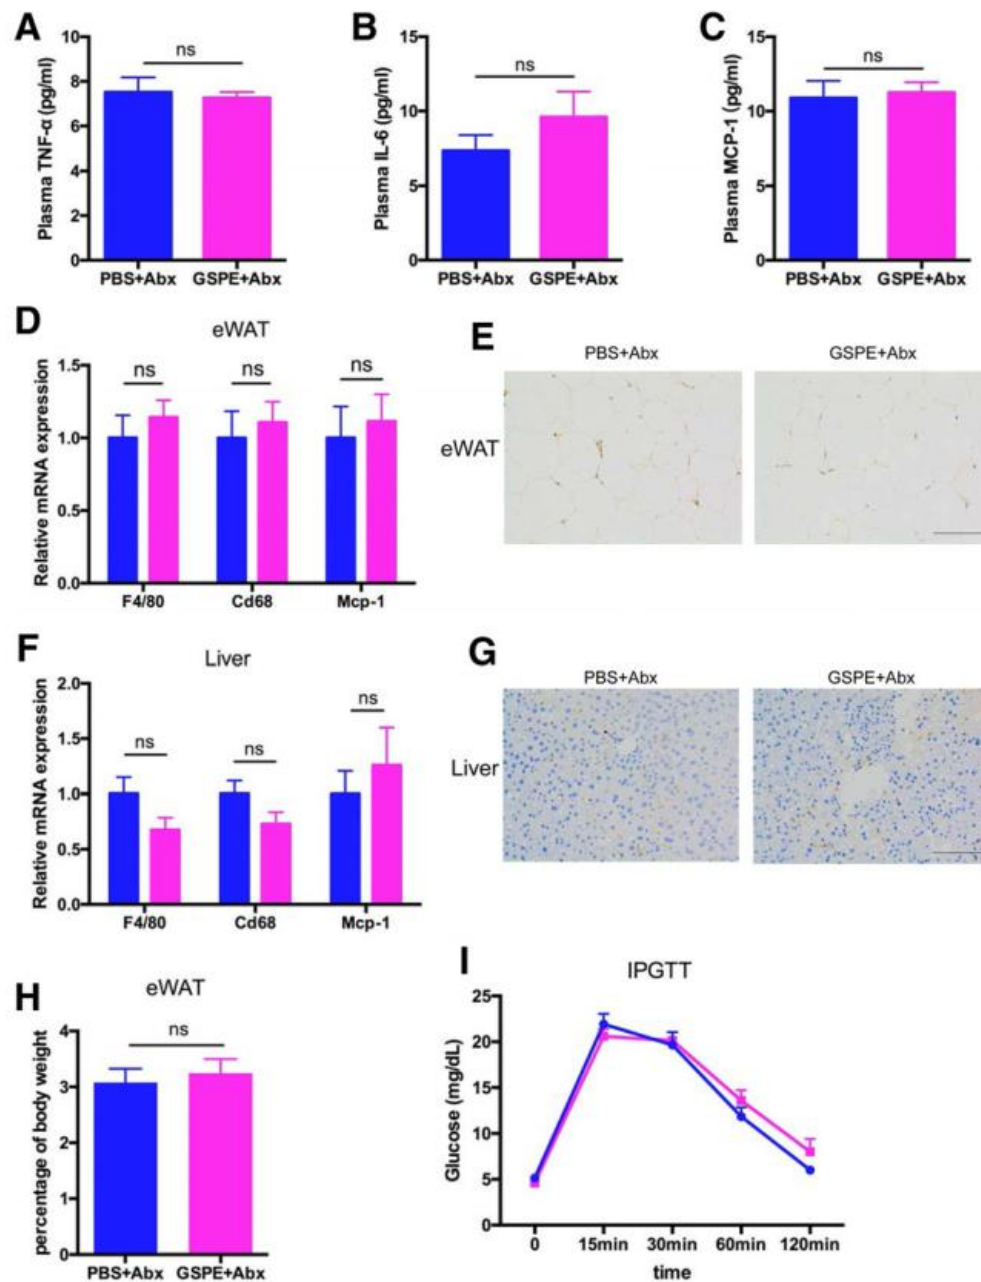 A
Plasma TNF-α (pg/ml)
10
8
6
4
2
0
ns
PBS+Abx GSPE+Abx
B
Plasma IL-6 (pg/ml)
15
10
5
0
ns
PBS+Abx GSPE+Abx
C
Plasma MCP-1 (pg/ml)
15
10
5
0
ns
PBS+Abx GSPE+Abx
D
eWAT
Relative mRNA expression
1.5
1.0
0.5
0.0
ns ns ns
F4/80 Cd68 Mcp-1
E
PBS+Abx GSPE+Abx
eWAT
F
Liver
Relative mRNA expression
2.0
1.5
1.0
0.5
0.0
ns ns ns
F4/80 Cd68 Mcp-1
G
PBS+Abx GSPE+Abx
Liver
H
eWAT
percentage of body weight
4
3
2
1
0
ns
PBS+Abx GSPE+Abx
I
IPGTT
Glucose (mg/dL)
25
20
15
10
5
0
0 15min 30min 60min 120min
time